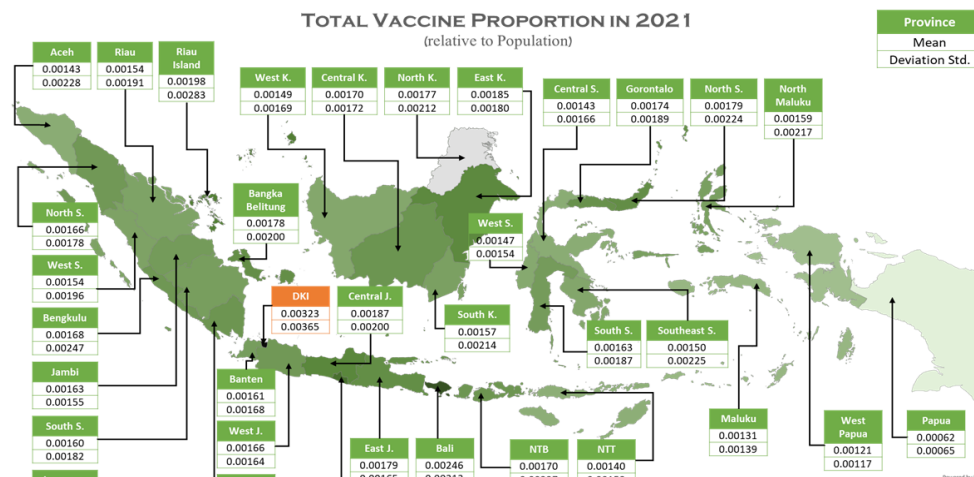 TOTAL VACCINE PROPORTION IN 2021
(relative to Population)
Province
Mean
Deviation Std.
Aceh
0.00143
0.00228
Riau
0.00154
0.00191
Riau
Island
0.00198
0.00283
West K.
0.00149
0.00169
Central K.
0.00170
0.00172
North K.
0.00177
0.00212
East K.
0.00185
0.00180
Central S.
0.00143
0.00166
Gorontalo
0.00174
0.00189
North S.
0.00179
0.00224
North
Maluku
0.00159
0.00217
North S.
0.00166
0.00178
Bangka
Belitung
0.00178
0.00200
West S.
0.00147
0.00154
West S.
0.00154
0.00196
DKI
0.00323
0.00365
Central J.
0.00187
0.00200
South K.
0.00157
0.00214
South S.
0.00163
0.00187
Southeast S.
0.00150
0.00225
Bengkulu
0.00168
0.00247
Jambi
0.00163
0.00155
Banten
0.00161
0.00168
South S.
0.00160
0.00182
West J.
0.00166
0.00164
East J.
0.00179
Bali
0.00246
NTB
0.00170
NTT
0.00140
Maluku
0.00131
0.00139
West
Papua
0.00121
0.00117
Papua
0.00062
0.00065